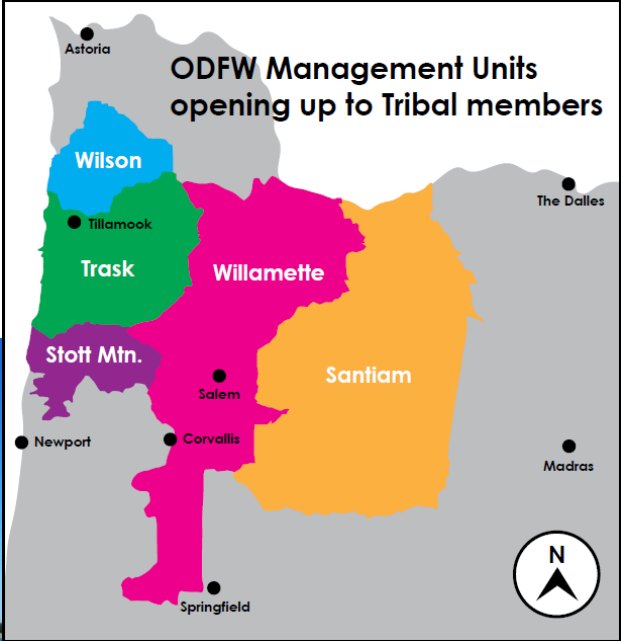 Astoria
ODFW Management Units
opening up to Tribal members
Wilson
The Dalles
Tillamook
Trask
Willamette
Stott Mtn.
Santiam
Salem
Newport
Corvallis
Madras
N
Springfield